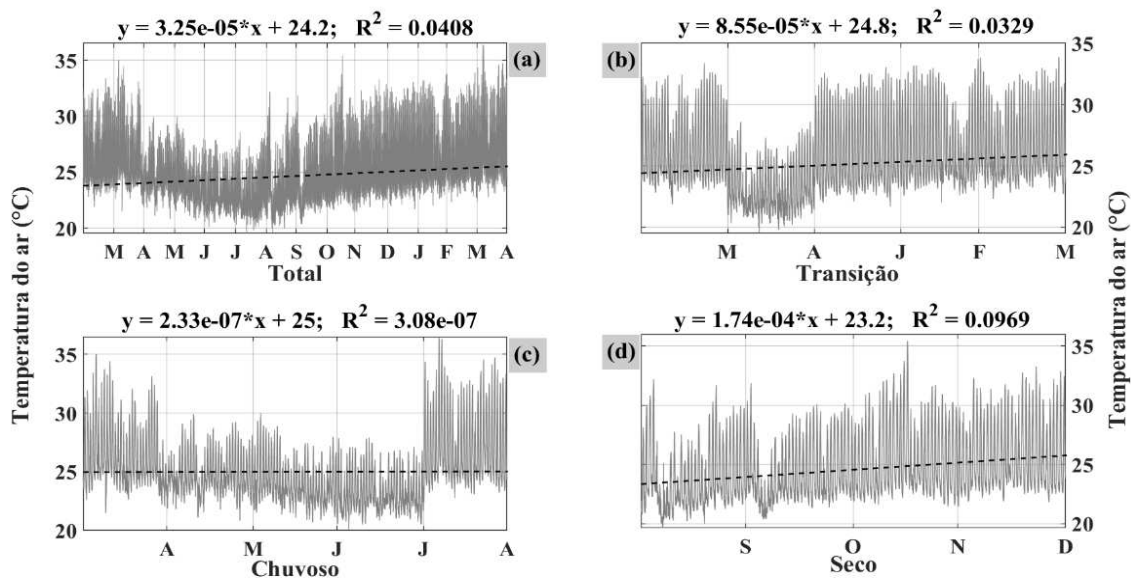 y = 3.25e-05*x + 24.2; R² = 0.0408
y = 8.55e-05*x + 24.8; R² = 0.0329
(a)
(b)
35
30
25
20
M A M J J A S O N D J F M A
Total
35
30
25
20
M A J F M
Transição
y = 2.33e-07*x + 25; R² = 3.08e-07
y = 1.74e-04*x + 23.2; R² = 0.0969
(c)
(d)
35
30
25
20
A M J J A
Chuvoso
35
30
25
20
S O N D
Seco
Temperatura do ar (°C)
Temperatura do ar (°C)